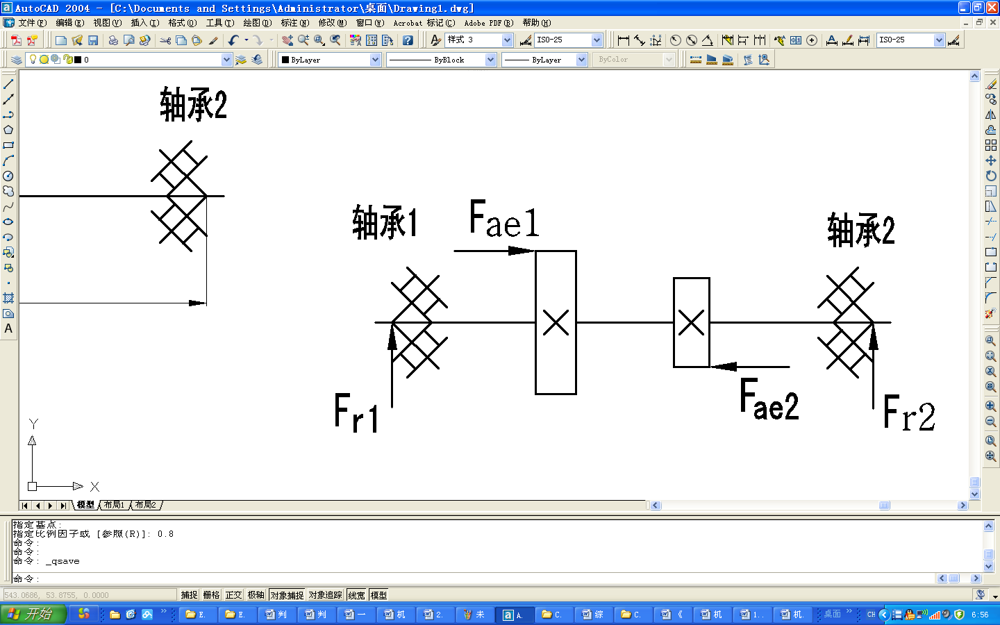 AutoCAD 2004 - [C:\Documents and Settings\Administrator\桌面\Drawing1.dwg]
文件(F) 编辑(E) 视图(V) 插入(I) 格式(O) 工具(T) 绘图(D) 标注(N) 修改(M) 窗口(W) Acrobat 标记(C) Adobe PDF(B) 帮助(H)
样式 3 ISO-25 ISO-25
0 ByLayer ByBlock ByLayer ByColor
轴承2
轴承1 Fae1 轴承2
Fr1 Fae2 Fr2
Y
X
A
模型 布局1 布局2
指定基点:
指定比例因子或 [参照(R)]: 0.8
命令:
命令:
命令: _qsave
命令:
543.0686, 53.8755, 0.0000 捕捉 栅格 正交 极轴 对象捕捉 对象追踪 线宽 模型
开始 E. E. 判 判 一 机 2. 未 A. C. 综 C. 《 机 1.. 机. 桌面 CH 6:56